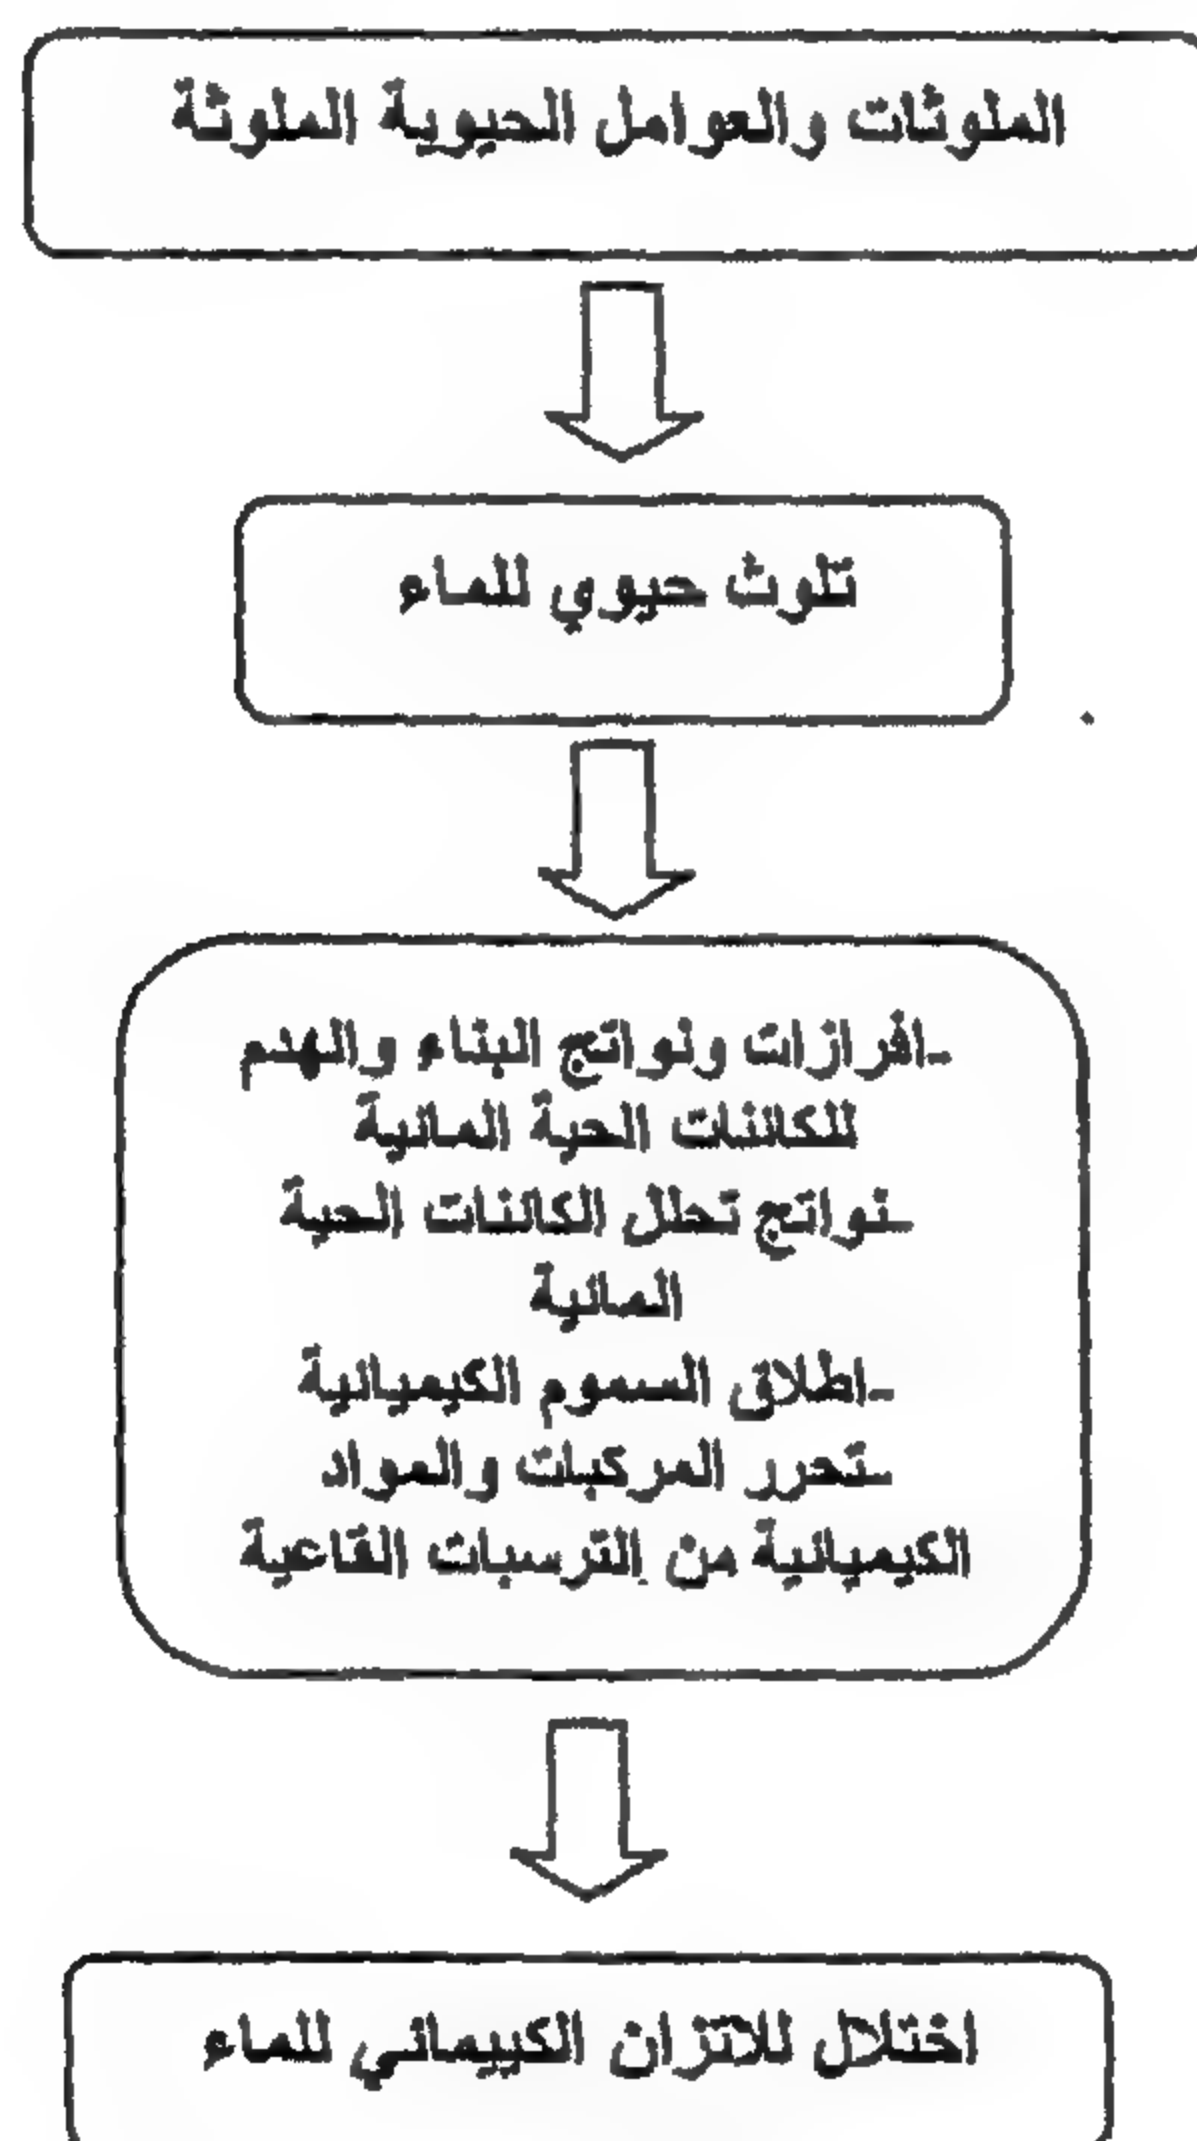 الملوثات والعوامل الحيوية الملوثة
تلوث حيوي للماء
-افرازات ونواتج البناء والهدم
للكائنات الحية المائية
-نواتج تحلل الكائنات الحية
المائية
-اطلاق السموم الكيميائية
-تحرر المركبات والمواد
الكيميائية من الترسبات القاعية
اختلال للاتزان الكييمائي للماء